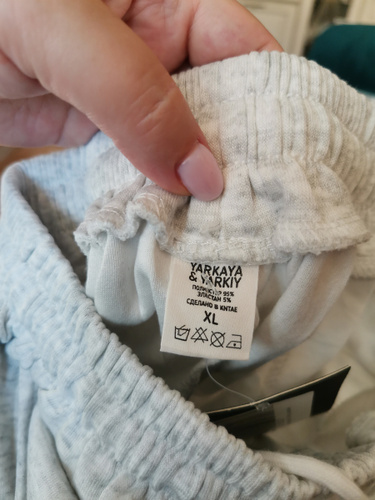 YARKAYA
& YARKIY
ПОЛИЭСТЕР 95%
ЭЛАСТАН 5%
СДЕЛАНО В КИТАЕ
XL